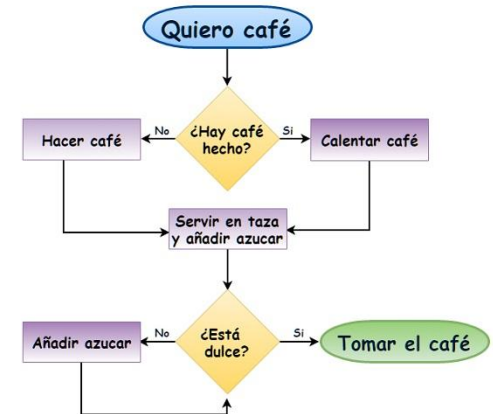 Quiero café
¿Hay café
hecho?
No
Si
Hacer café
Calentar café
Servir en taza
y añadir azucar
¿Está
dulce?
No
Si
Añadir azucar
Tomar el café